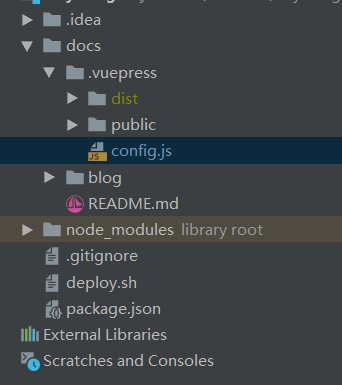 .idea
docs
.vuepress
dist
public
config.js
blog
README.md
node_modules library root
.gitignore
deploy.sh
package.json
External Libraries
Scratches and Consoles